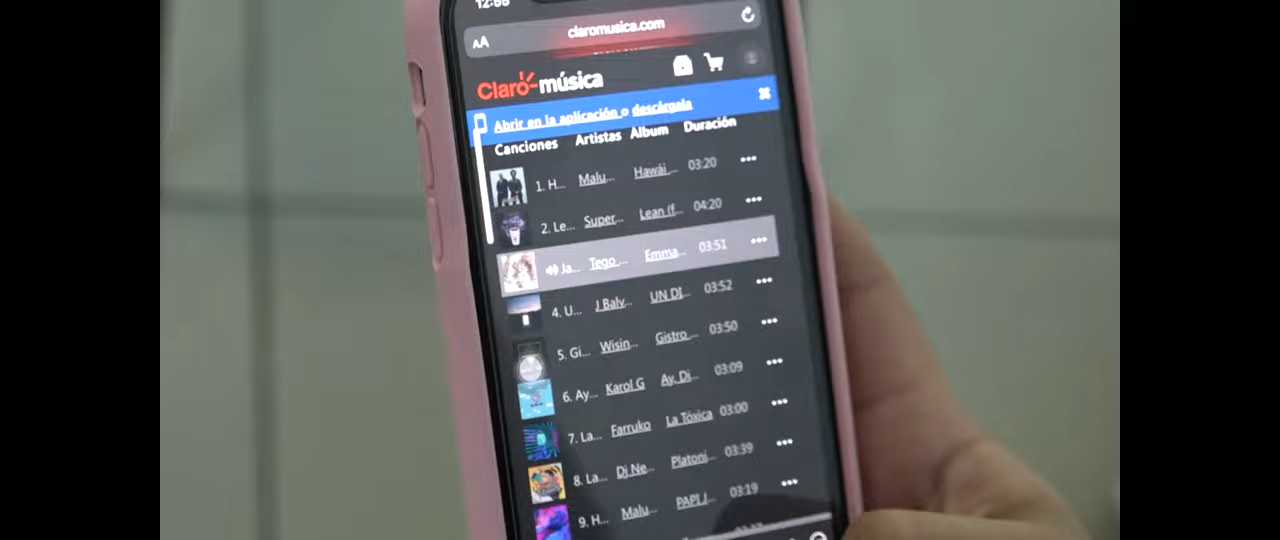 claromusica.com
AA
Claro música
Abrir en la aplicación o descárgala
Canciones Artistas Album Duración
1. H... Malu... Hawái ... 03:20
2. Le... Super... Lean (f... 04:20
Ja... Tego ... Emma... 03:51
4. U... J Balv... UN DI... 03:52
5. Gi... Wisin... Gistro ... 03:50
6. Ay... Karol G Ay, Di... 03:09
7. La... Farruko La Tóxica 03:00
8. La... Dj Ne... Platoni... 03:39
9. H... Malu... PAPI J... 03:19